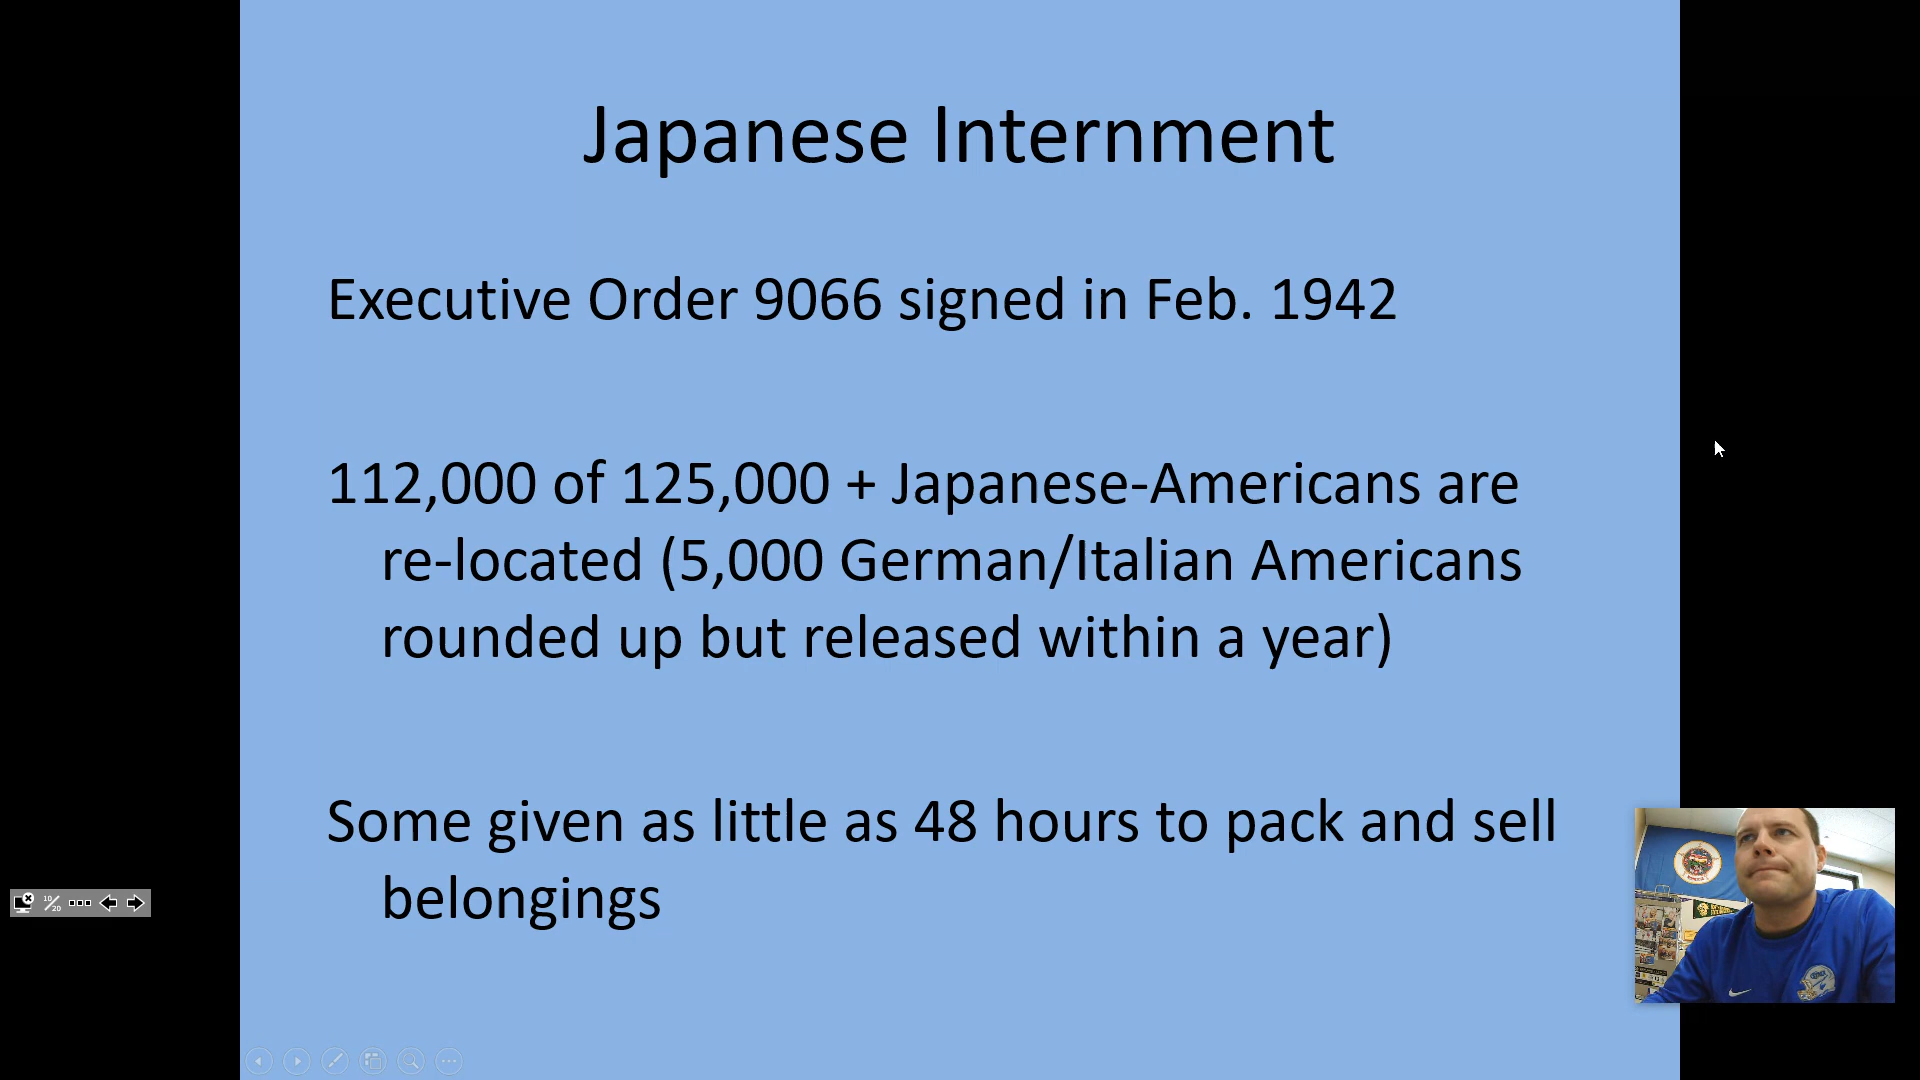 Japanese Internment
Executive Order 9066 signed in Feb. 1942
112,000 of 125,000 + Japanese-Americans are
re-located (5,000 German/Italian Americans
rounded up but released within a year)
Some given as little as 48 hours to pack and sell
belongings
10/20